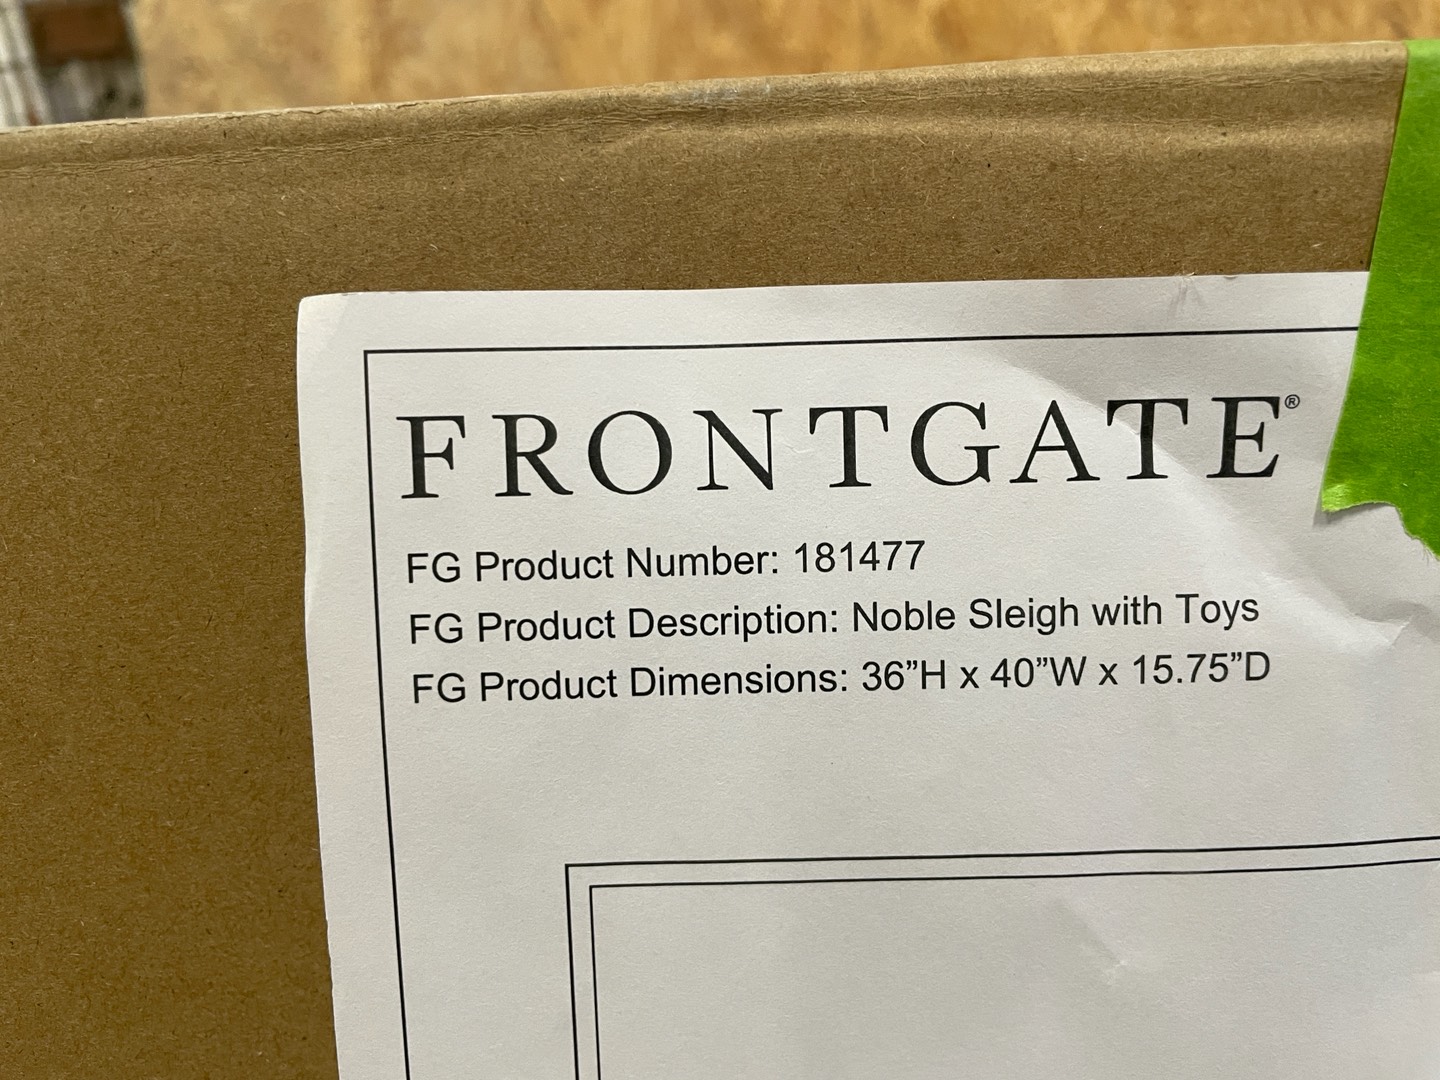 FRONTGATE®
FG Product Number: 181477
FG Product Description: Noble Sleigh with Toys
FG Product Dimensions: 36”H x 40”W x 15.75”D